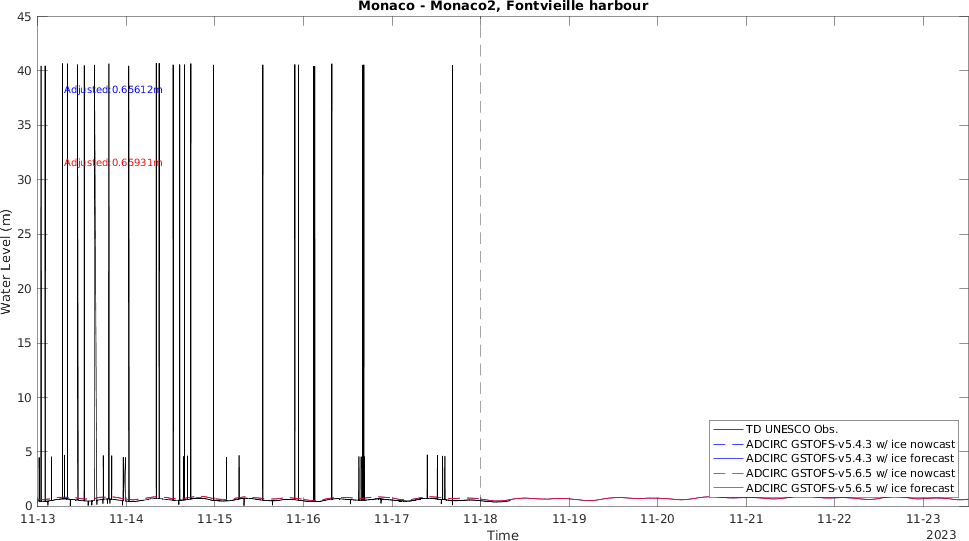 Monaco - Monaco2, Fontvieille harbour
45
40
35
30
25
20
15
10
5
0
Water Level (m)
Adjusted:0.65612m
Adjusted:0.65931m
TD UNESCO Obs.
ADCIRC GSTOFS-v5.4.3 w/ ice nowcast
ADCIRC GSTOFS-v5.4.3 w/ ice forecast
ADCIRC GSTOFS-v5.6.5 w/ ice nowcast
ADCIRC GSTOFS-v5.6.5 w/ ice forecast
11-13 11-14 11-15 11-16 11-17 11-18 11-19 11-20 11-21 11-22 11-23
Time
2023